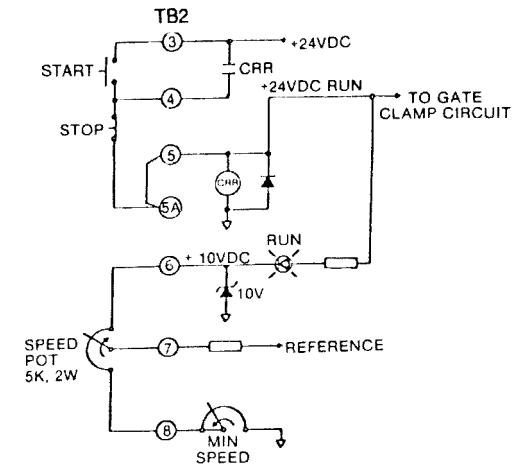 TB2
3
+24VDC
START
CRR
+24VDC RUN
4
TO GATE
CLAMP CIRCUIT
STOP
5
CRR
5A
RUN
6
+ 10VDC
10V
SPEED
POT
5K, 2W
7
REFERENCE
8
MIN
SPEED